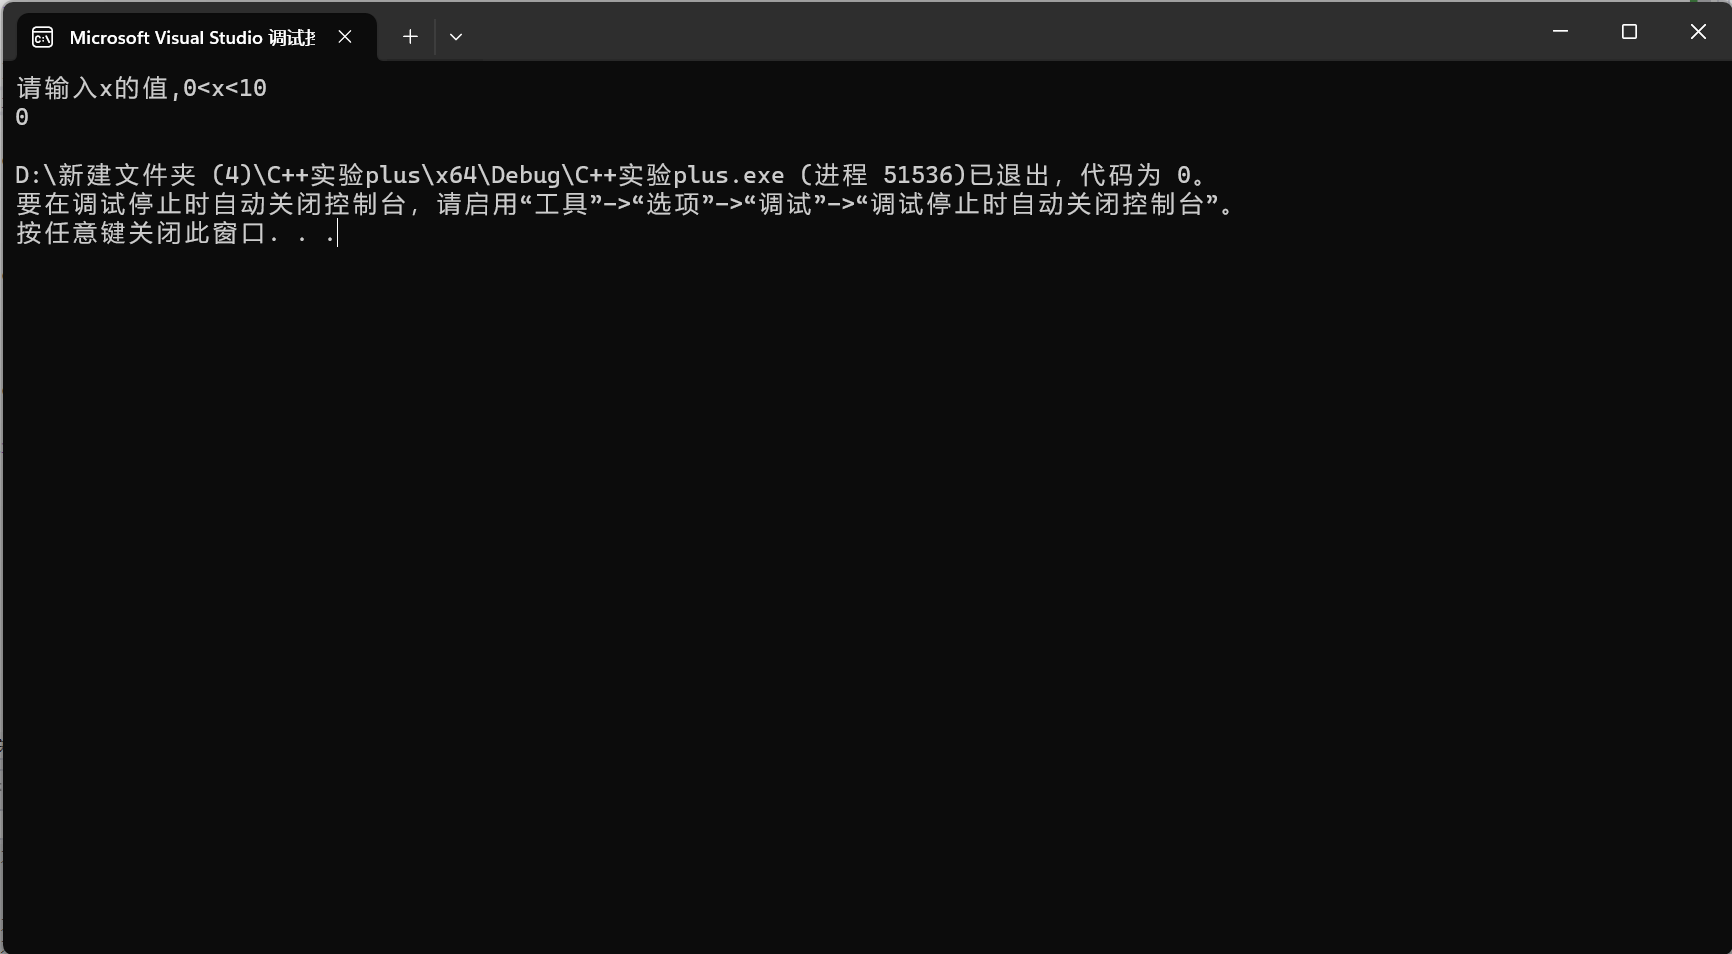 Microsoft Visual Studio 调试
请输入x的值,0<x<10
0
D:\新建文件夹 (4)\C++实验plus\x64\Debug\C++实验plus.exe (进程 51536)已退出，代码为 0。
要在调试停止时自动关闭控制台，请启用“工具”->“选项”->“调试”->“调试停止时自动关闭控制台”。
按任意键关闭此窗口. . .